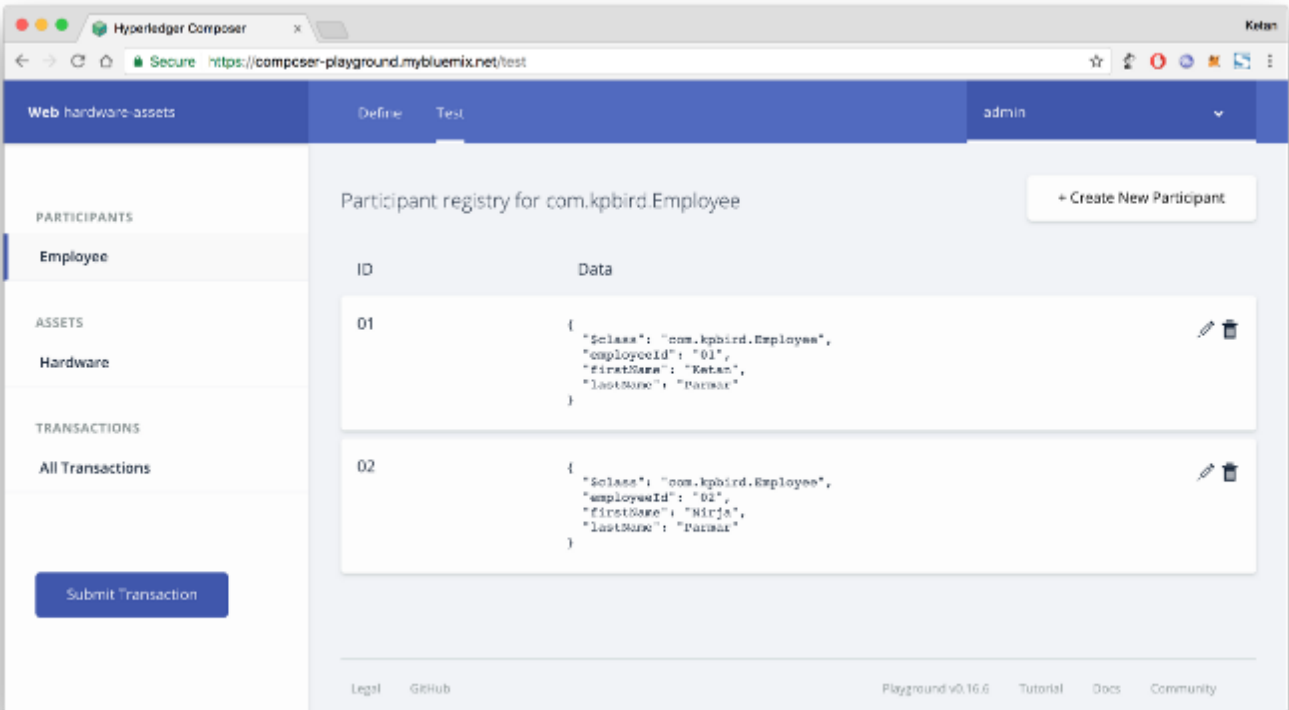 Hyperledger Composer
Ketan
Secure https://composer-playground.mybluemix.net/test
Web hardware-assets
Define Test
admin
Participant registry for com.kpbird.Employee
+ Create New Participant
PARTICIPANTS
Employee
ASSETS
Hardware
TRANSACTIONS
All Transactions
Submit Transaction
ID Data
01
{
"$class": "com.kpbird.Employee",
"employeeId": "01",
"firstName": "Ketan",
"lastName": "Parmar"
}
02
{
"$class": "com.kpbird.Employee",
"employeeId": "02",
"firstName": "Nirja",
"lastName": "Parmar"
}
Legal GitHub Playground v0.16.6 Tutorial Docs Community